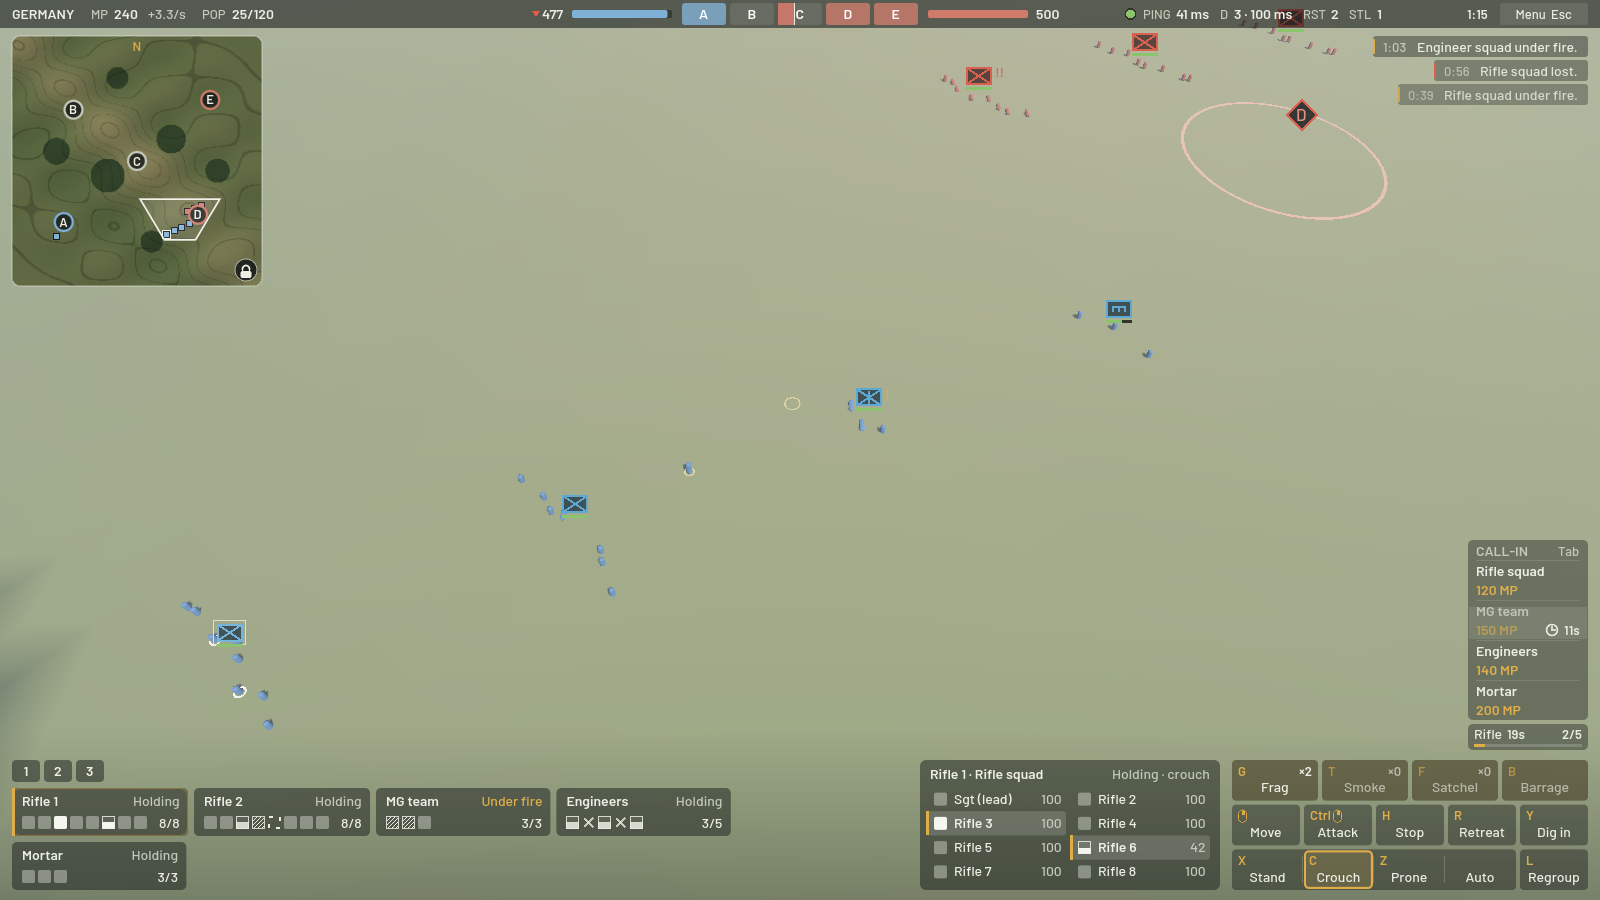 GERMANY MP 240 +3.3/s POP 25/120
477 A B C D E 500
PING 41 ms D 3 · 100 ms RST 2 STL 1 1:15 Menu Esc
N
B
E
C
A
D
1:03 Engineer squad under fire.
0:56 Rifle squad lost.
0:39 Rifle squad under fire.
!!
D
E
CALL-IN Tab
Rifle squad
120 MP
MG team
150 MP 11s
Engineers
140 MP
Mortar
200 MP
Rifle 19s 2/5
1 2 3
Rifle 1 Holding
8/8
Rifle 2 Holding
8/8
MG team Under fire
3/3
Engineers Holding
3/5
Mortar Holding
3/3
Rifle 1 · Rifle squad Holding · crouch
Sgt (lead) 100 Rifle 2 100
Rifle 3 100 Rifle 4 100
Rifle 5 100 Rifle 6 42
Rifle 7 100 Rifle 8 100
G ×2 Frag
T ×0 Smoke
F ×0 Satchel
B Barrage
Move
Ctrl Attack
H Stop
R Retreat
Y Dig in
X Stand
C Crouch
Z Prone
Auto
L Regroup